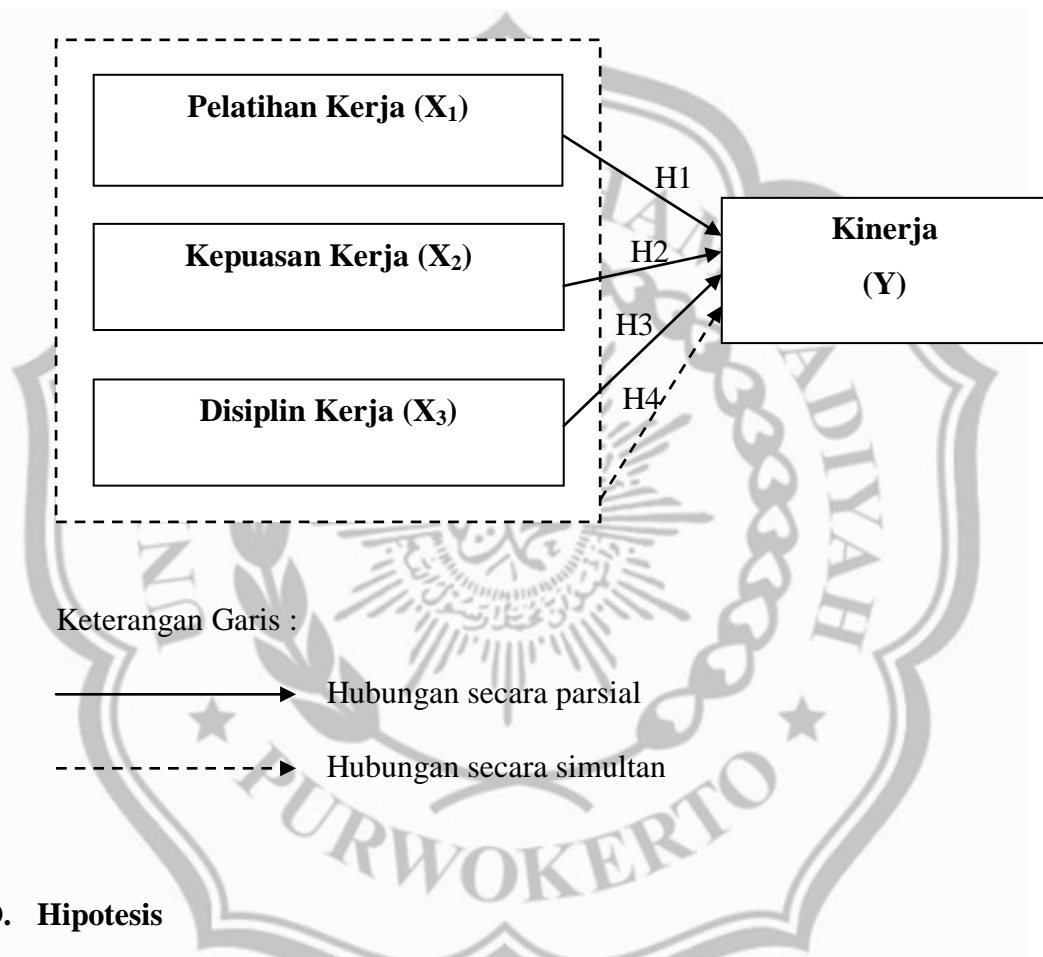 Pelatihan Kerja (X₁)
H1
Kepuasan Kerja (X₂)
H2
Kinerja
(Y)
H3
Disiplin Kerja (X₃)
H4
Keterangan Garis :
Hubungan secara parsial
Hubungan secara simultan
PURWOKERTO
. Hipotesis